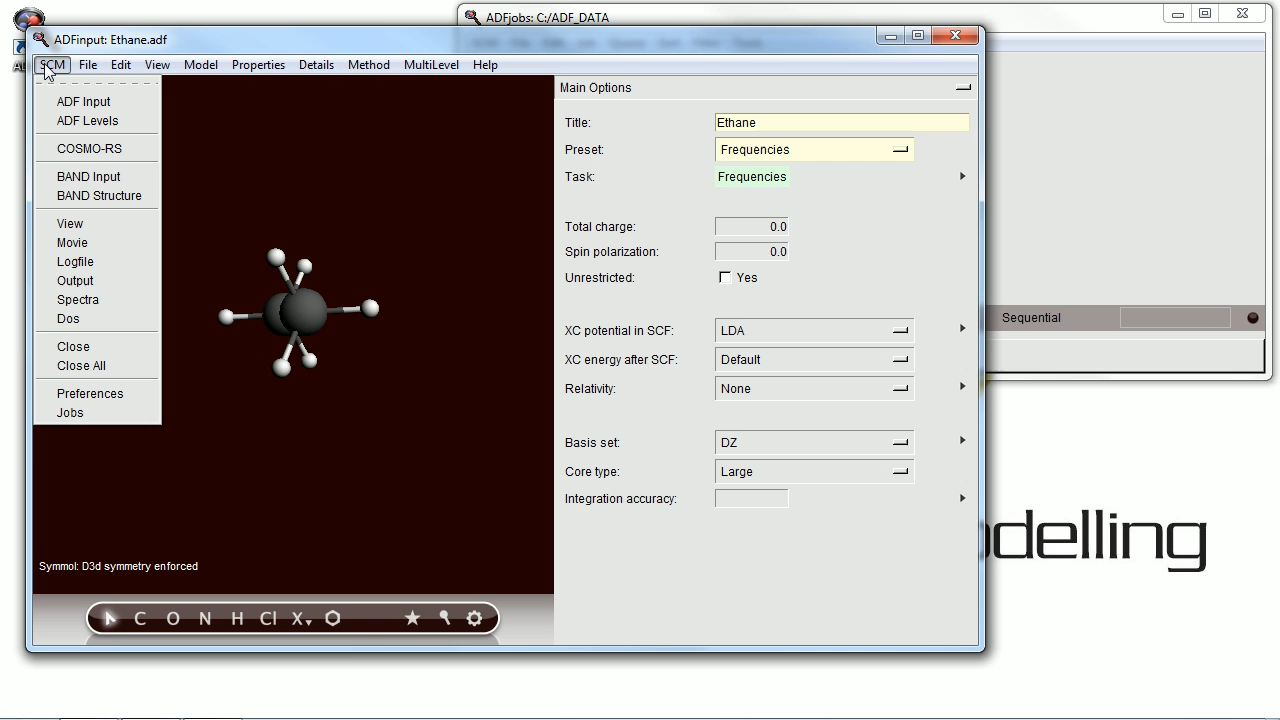 ADFjobs: C:/ADF_DATA
ADFinput: Ethane.adf
SCM File Edit View Model Properties Details Method MultiLevel Help
ADF Input
ADF Levels
COSMO-RS
BAND Input
BAND Structure
View
Movie
Logfile
Output
Spectra
Dos
Close
Close All
Preferences
Jobs
Main Options
Title: Ethane
Preset: Frequencies
Task: Frequencies
Total charge: 0.0
Spin polarization: 0.0
Unrestricted: Yes
XC potential in SCF: LDA
XC energy after SCF: Default
Relativity: None
Basis set: DZ
Core type: Large
Integration accuracy:
Sequential
delling
Symmol: D3d symmetry enforced
C O N H Cl X